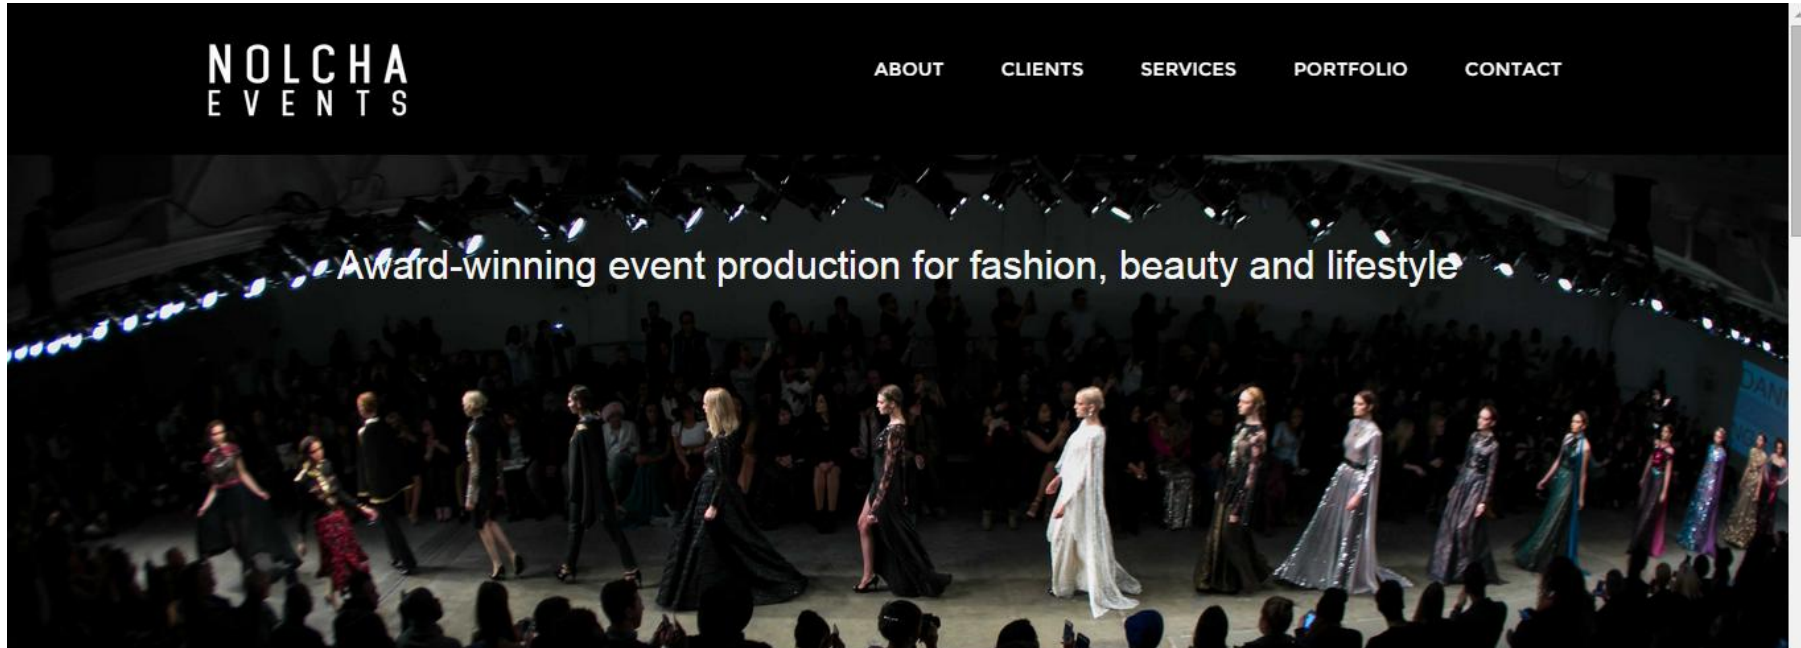 NOLCHA
EVENTS
ABOUT CLIENTS SERVICES PORTFOLIO CONTACT
Award-winning event production for fashion, beauty and lifestyle